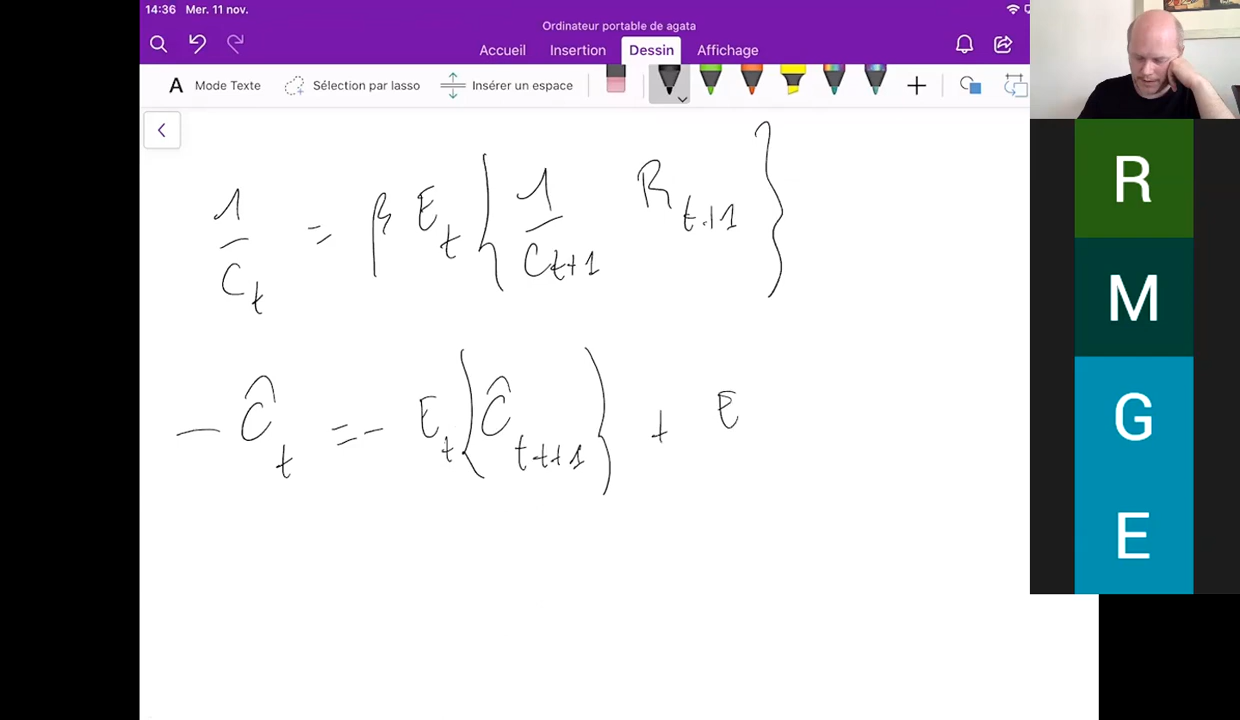 14:36 Mer. 11 nov.
Ordinateur portable de agata
Accueil Insertion Dessin Affichage
A Mode Texte Sélection par lasso Insérer un espace
1/C_t = β E_t { 1/C_{t+1} R_{t+1} }
- Ĉ_t = - E_t { Ĉ_{t+1} } + E
R
M
G
E